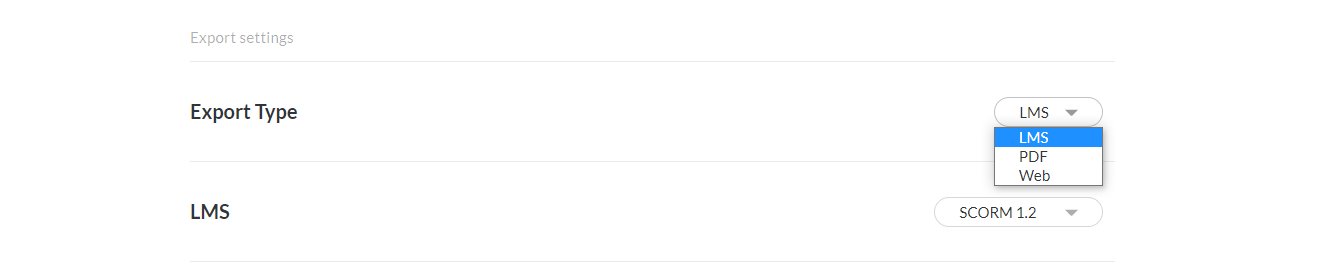 Export settings
Export Type
LMS
LMS
PDF
Web
LMS
SCORM 1.2